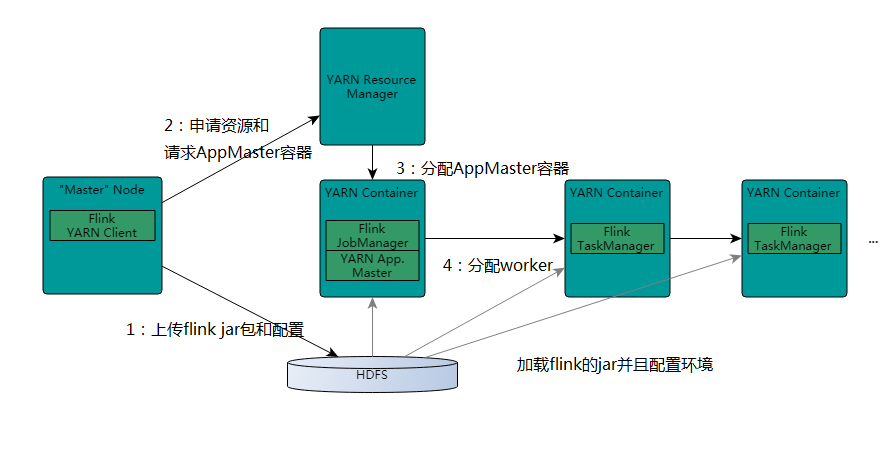 YARN Resource
Manager
2：申请资源和
请求AppMaster容器
3：分配AppMaster容器
"Master" Node
Flink
YARN Client
YARN Container
Flink
JobManager
YARN App.
Master
YARN Container
Flink
TaskManager
YARN Container
Flink
TaskManager
...
4：分配worker
1：上传flink jar包和配置
HDFS
加载flink的jar并且配置环境